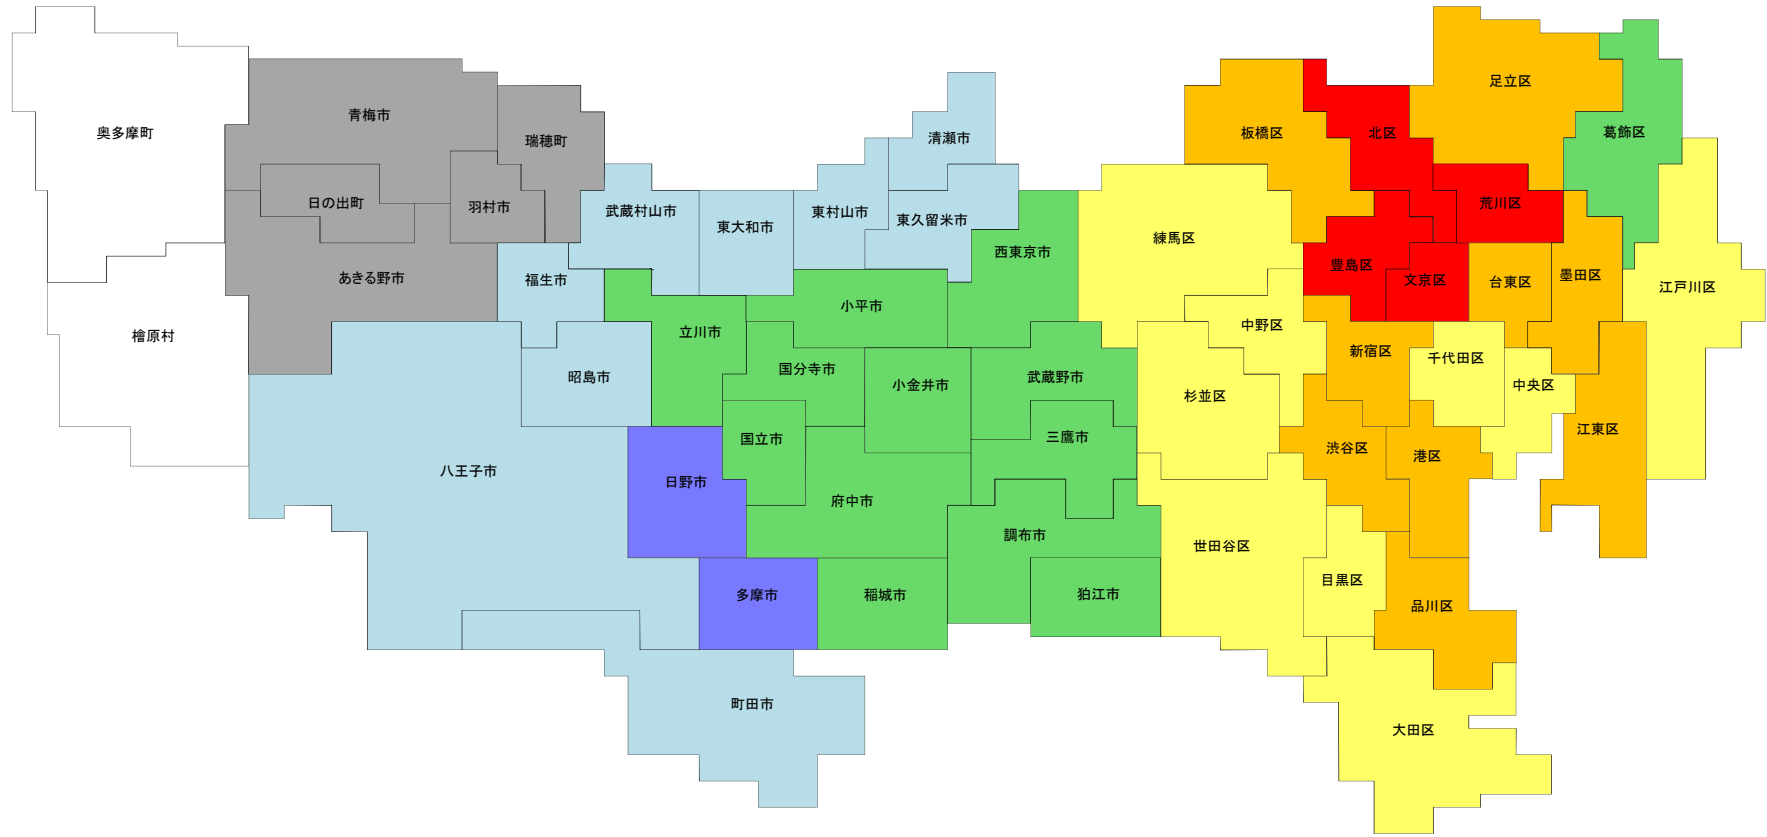 奥多摩町
檜原村
青梅市
瑞穂町
日の出町
羽村市
あきる野市
福生市
昭島市
八王子市
武蔵村山市
東大和市
東村山市
清瀬市
東久留米市
西東京市
小平市
立川市
国分寺市
小金井市
武蔵野市
国立市
三鷹市
日野市
府中市
調布市
多摩市
稲城市
狛江市
町田市
練馬区
板橋区
北区
足立区
葛飾区
荒川区
豊島区
文京区
台東区
墨田区
江戸川区
中野区
新宿区
千代田区
中央区
杉並区
渋谷区
港区
江東区
世田谷区
目黒区
品川区
大田区